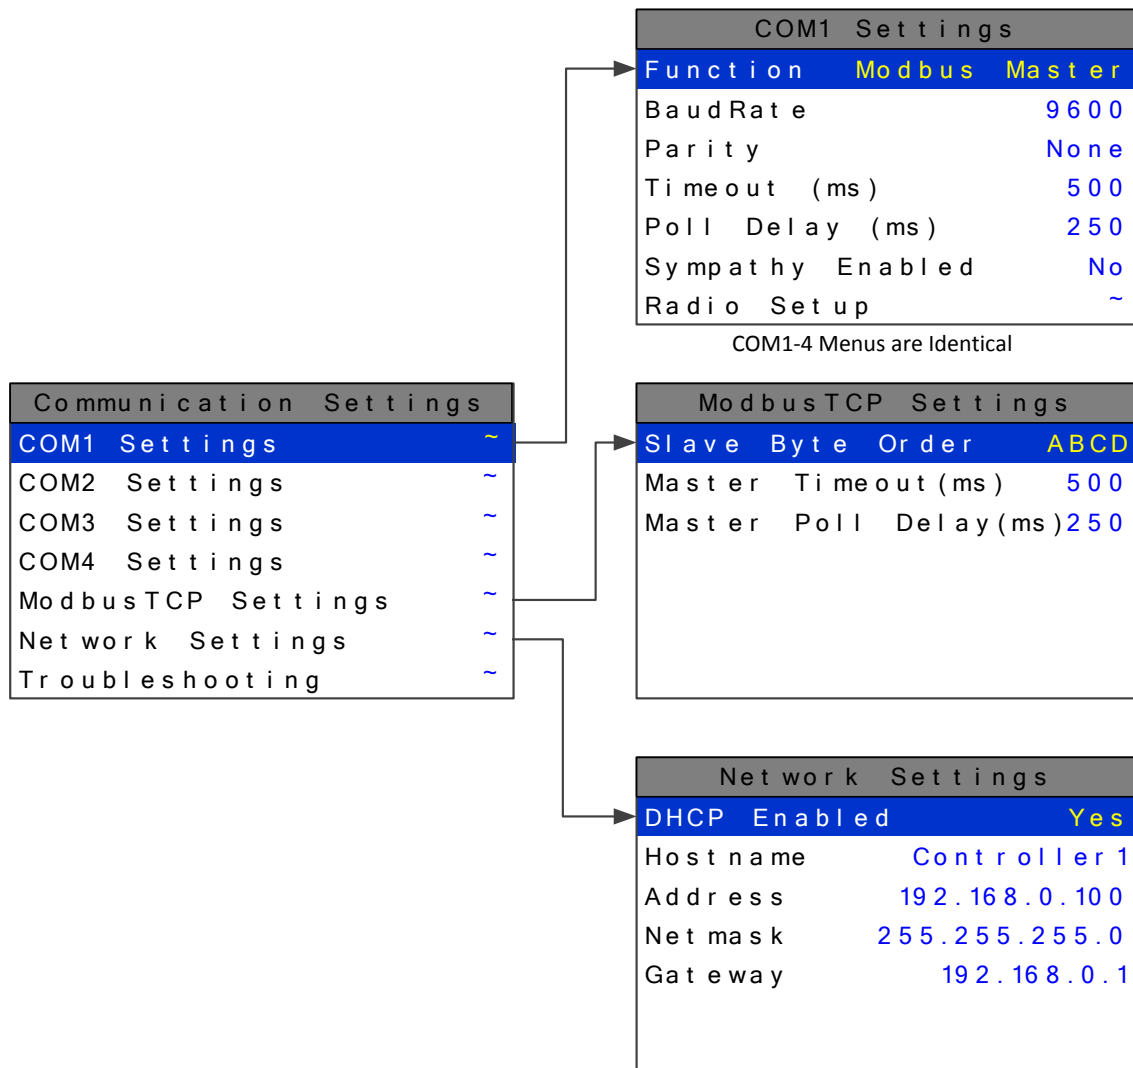 COM1 Settings
Function Modbus Master
BaudRate 9600
Parity None
Timeout (ms) 500
Poll Delay (ms) 250
Sympathy Enabled No
Radio Setup ~
COM1-4 Menus are Identical
Communication Settings
COM1 Settings ~
COM2 Settings ~
COM3 Settings ~
COM4 Settings ~
ModbusTCP Settings ~
Network Settings ~
Troubleshooting ~
ModbusTCP Settings
Slave Byte Order ABCD
Master Timeout(ms) 500
Master Poll Delay(ms)250
Network Settings
DHCP Enabled Yes
Hostname Controller1
Address 192.168.0.100
Netmask 255.255.255.0
Gateway 192.168.0.1